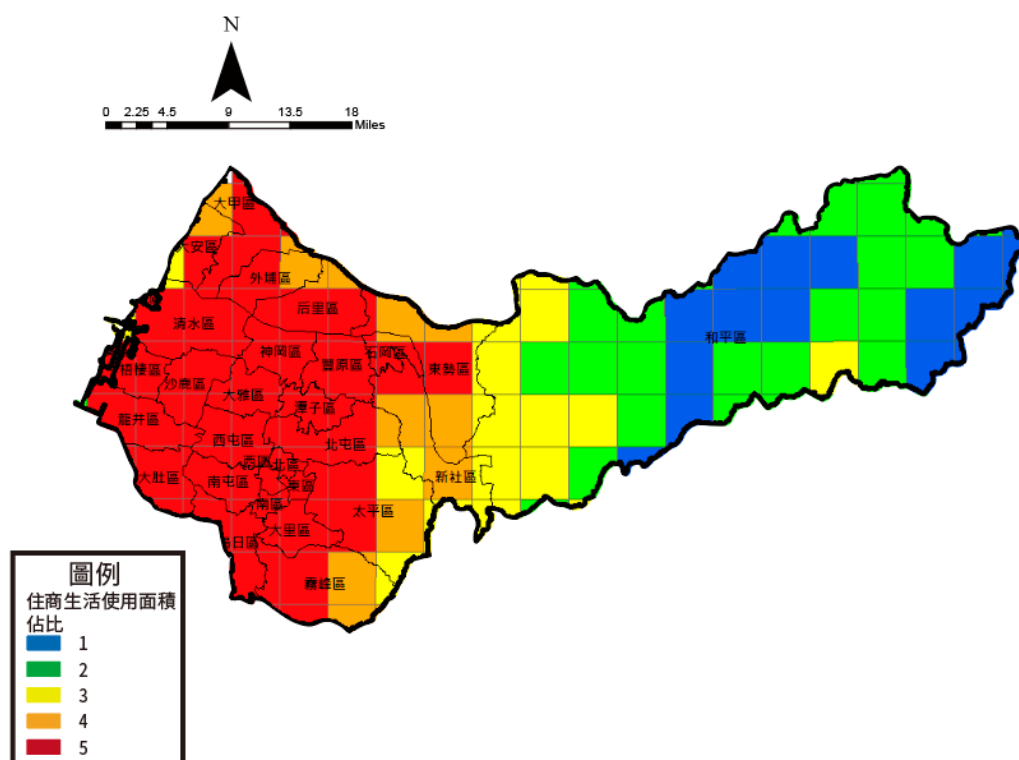 N
0 2.25 4.5 9 13.5 18
Miles
大甲區
大安區
外埔區
后里區
清水區
神岡區
石岡區
豐原區
東勢區
和平區
梧棲區
沙鹿區
大雅區
潭子區
龍井區
西屯區
北屯區
西區
北區
大肚區
南屯區
東區
新社區
南區
太平區
大里區
烏日區
霧峰區
圖例
住商生活使用面積
佔比
1
2
3
4
5